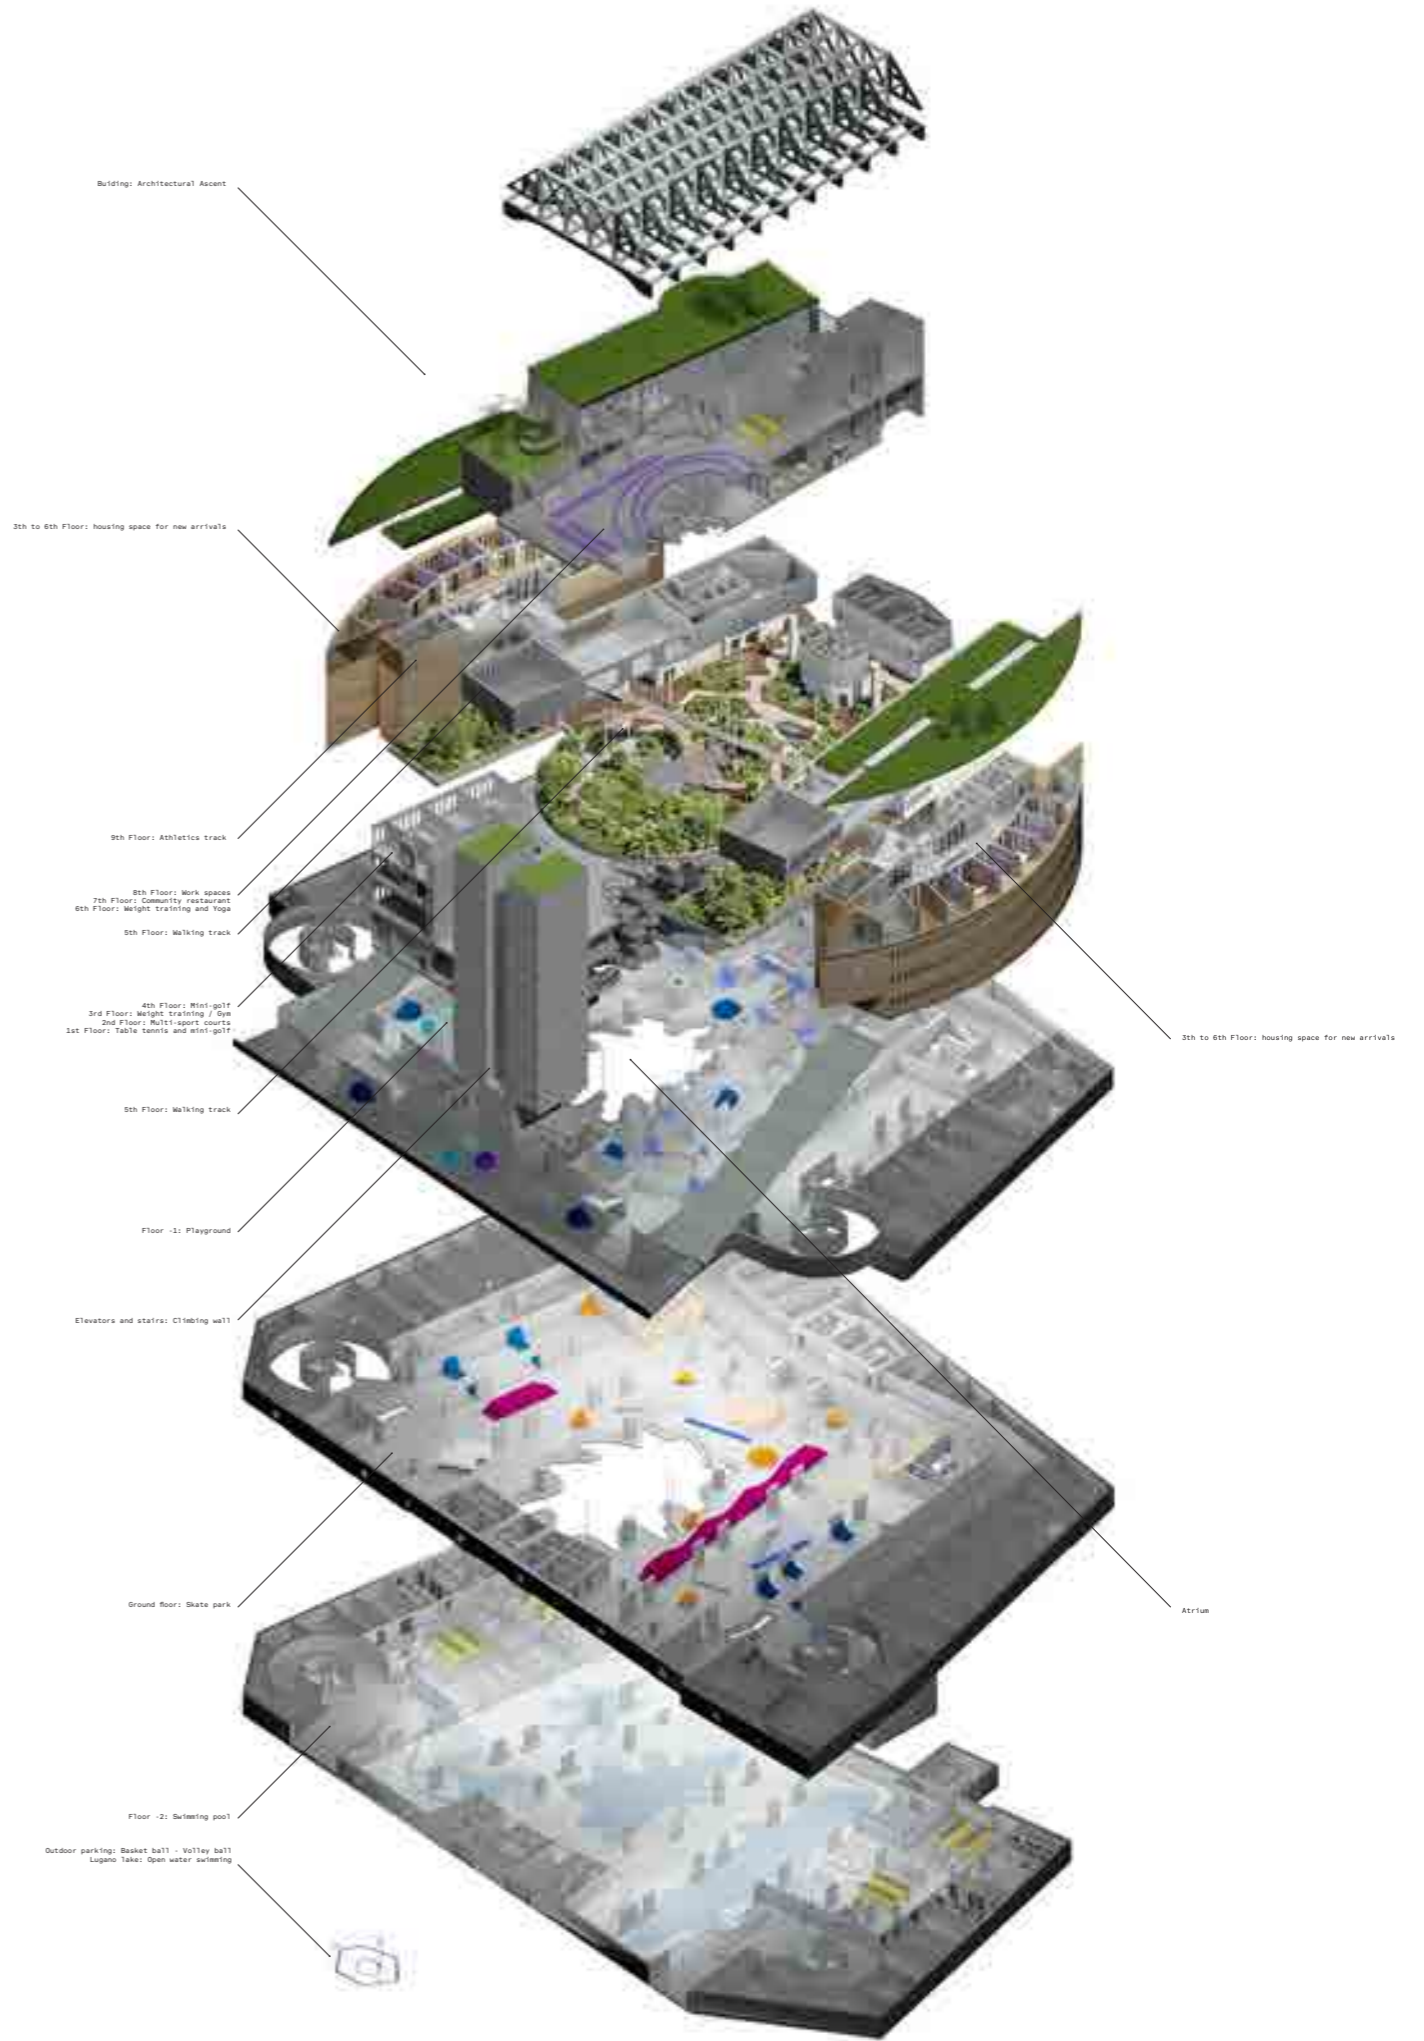 Buiding: Architectural Ascent
3th to 6th Floor: housing space for new arrivals
9th Floor: Athletics track
8th Floor: Work spaces
7th Floor: Community restaurant
6th Floor: Weight training and Yoga
5th Floor: Walking track
4th Floor: Mini-golf
3rd Floor: Weight training / Gym
2nd Floor: Multi-sport courts
1st Floor: Table tennis and mini-golf
3th to 6th Floor: housing space for new arrivals
5th Floor: Walking track
Floor -1: Playground
Elevators and stairs: Climbing wall
Ground floor: Skate park
Atrium
Floor -2: Swimming pool
Outdoor parking: Basket ball - Volley ball
Lugano lake: Open water swimming